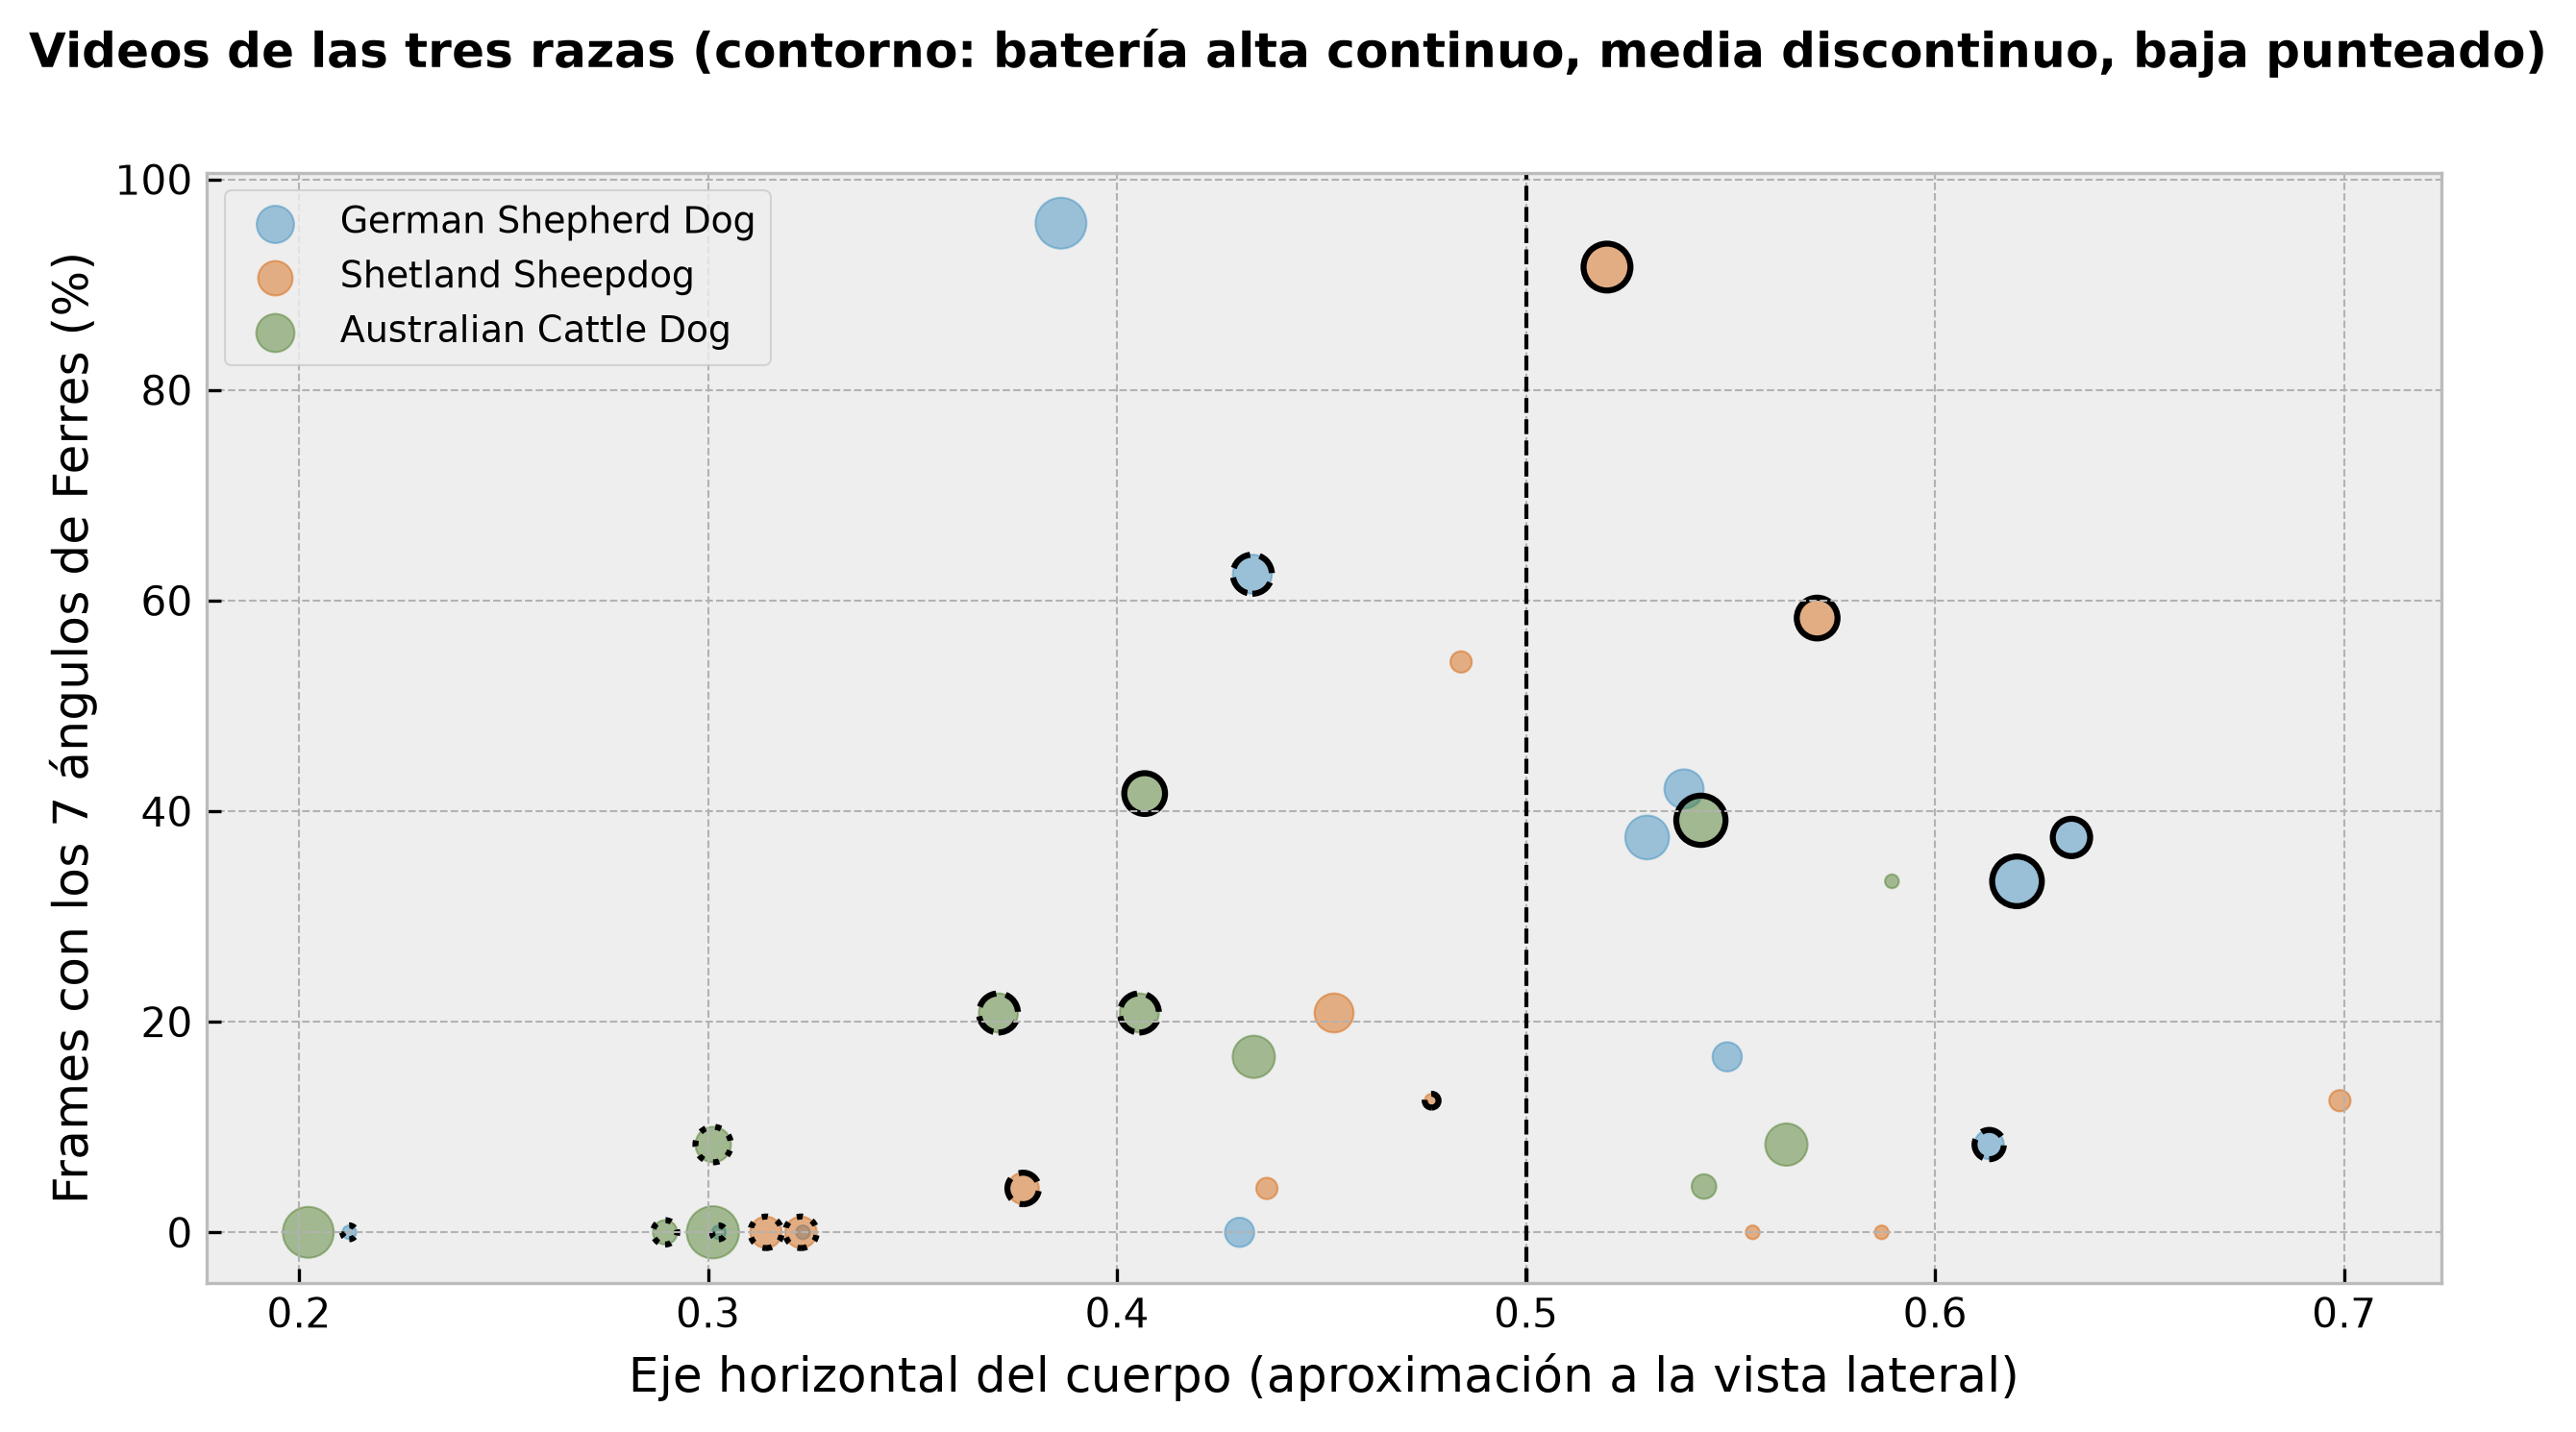 Videos de las tres razas (contorno: batería alta continuo, media discontinuo, baja punteado)
German Shepherd Dog
Shetland Sheepdog
Australian Cattle Dog
Frames con los 7 ángulos de Ferres (%)
100
80
60
40
20
0
0.2 0.3 0.4 0.5 0.6 0.7
Eje horizontal del cuerpo (aproximación a la vista lateral)